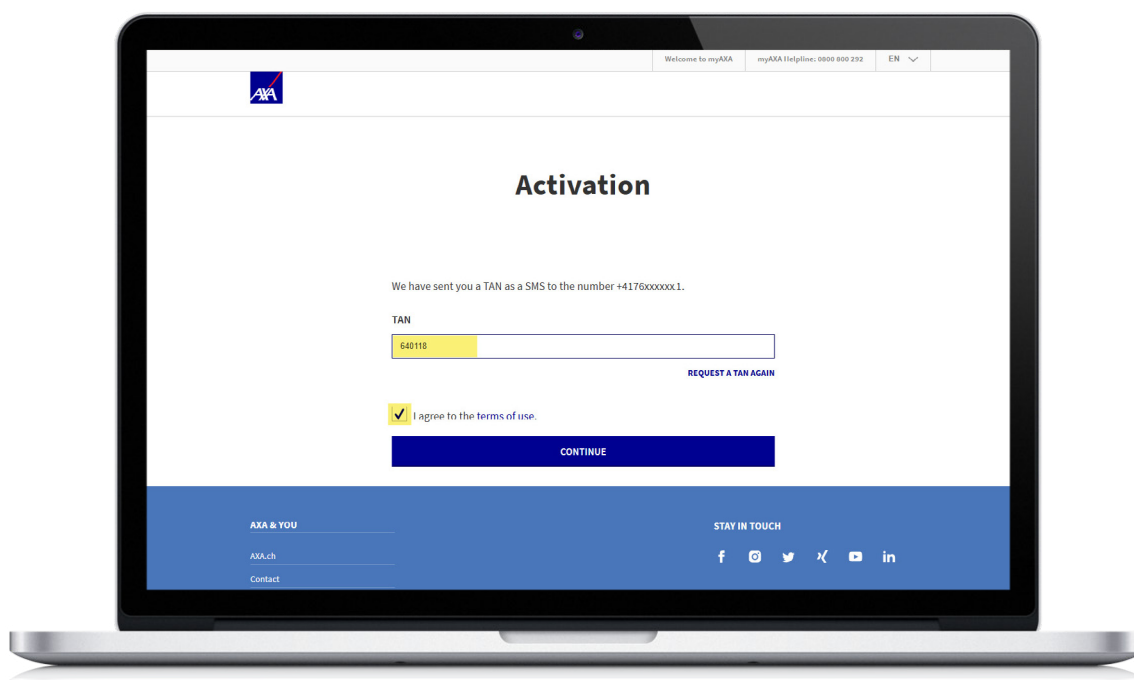 Welcome to myAXA
myAXA Helpline: 0800 800 292
EN
AXA
Activation
We have sent you a TAN as a SMS to the number +4176xxxxxx1.
TAN
640118
REQUEST A TAN AGAIN
I agree to the terms of use.
CONTINUE
AXA & YOU
STAY IN TOUCH
AXA.ch
Contact